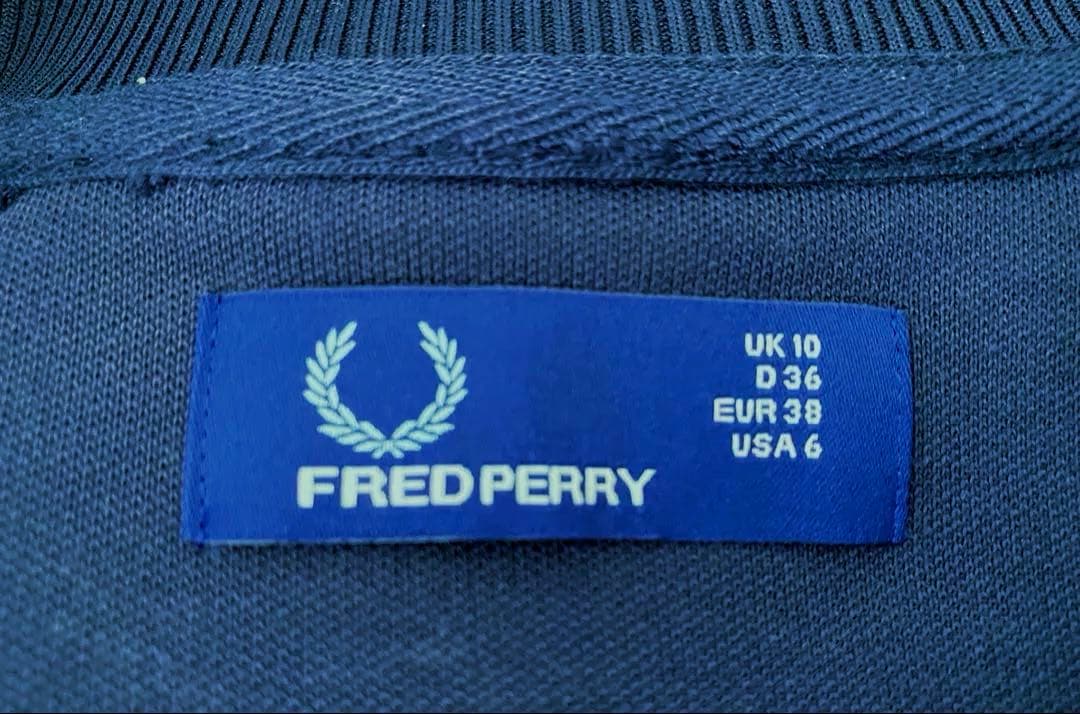 UK 10
D 36
EUR 38
USA 6
FRED PERRY